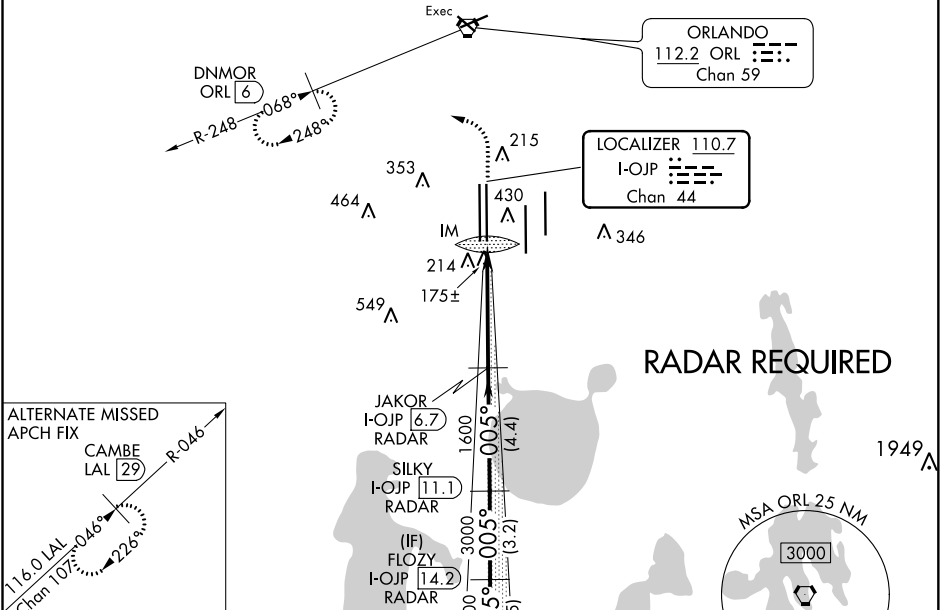 Exec
ORLANDO
112.2 ORL
Chan 59
DNMOR
ORL 6
068°
R-248
248°
215
LOCALIZER 110.7
I-OJP
Chan 44
353
464
430
IM
346
214
175±
549
RADAR REQUIRED
JAKOR
I-OJP 6.7
RADAR
1600
005°
(4.4)
ALTERNATE MISSED
APCH FIX
CAMBE
LAL 29
R-046
046°
226°
116.0 LAL
Chan 107
1949
SILKY
I-OJP 11.1
RADAR
3000
005°
(3.2)
MSA ORL 25 NM
3000
(IF)
FLOZY
I-OJP 14.2
RADAR